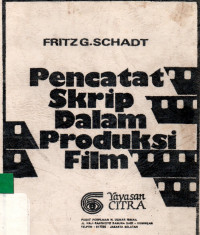 FRITZ G. SCHADT
Pencatat
Skrip
Dalam
Produksi
Film
Yayasan
CITRA